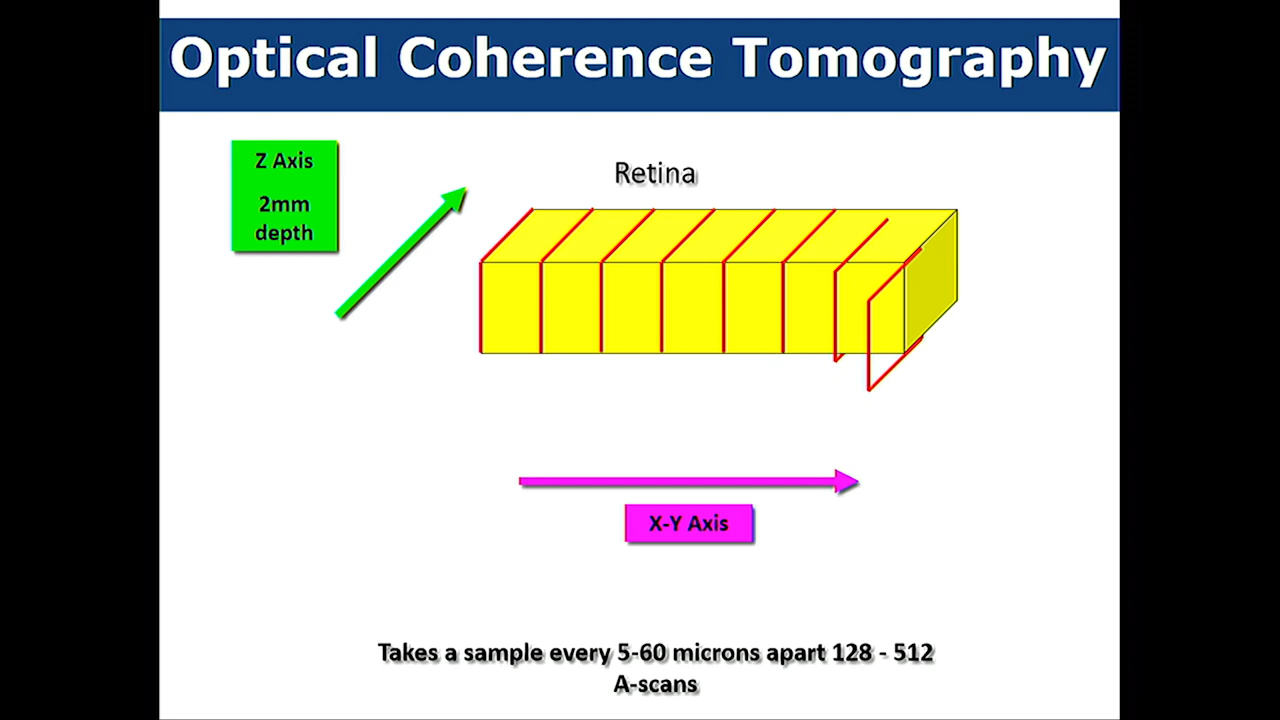 Optical Coherence Tomography
Z Axis
2mm
depth
Retina
X-Y Axis
Takes a sample every 5-60 microns apart 128 - 512
A-scans